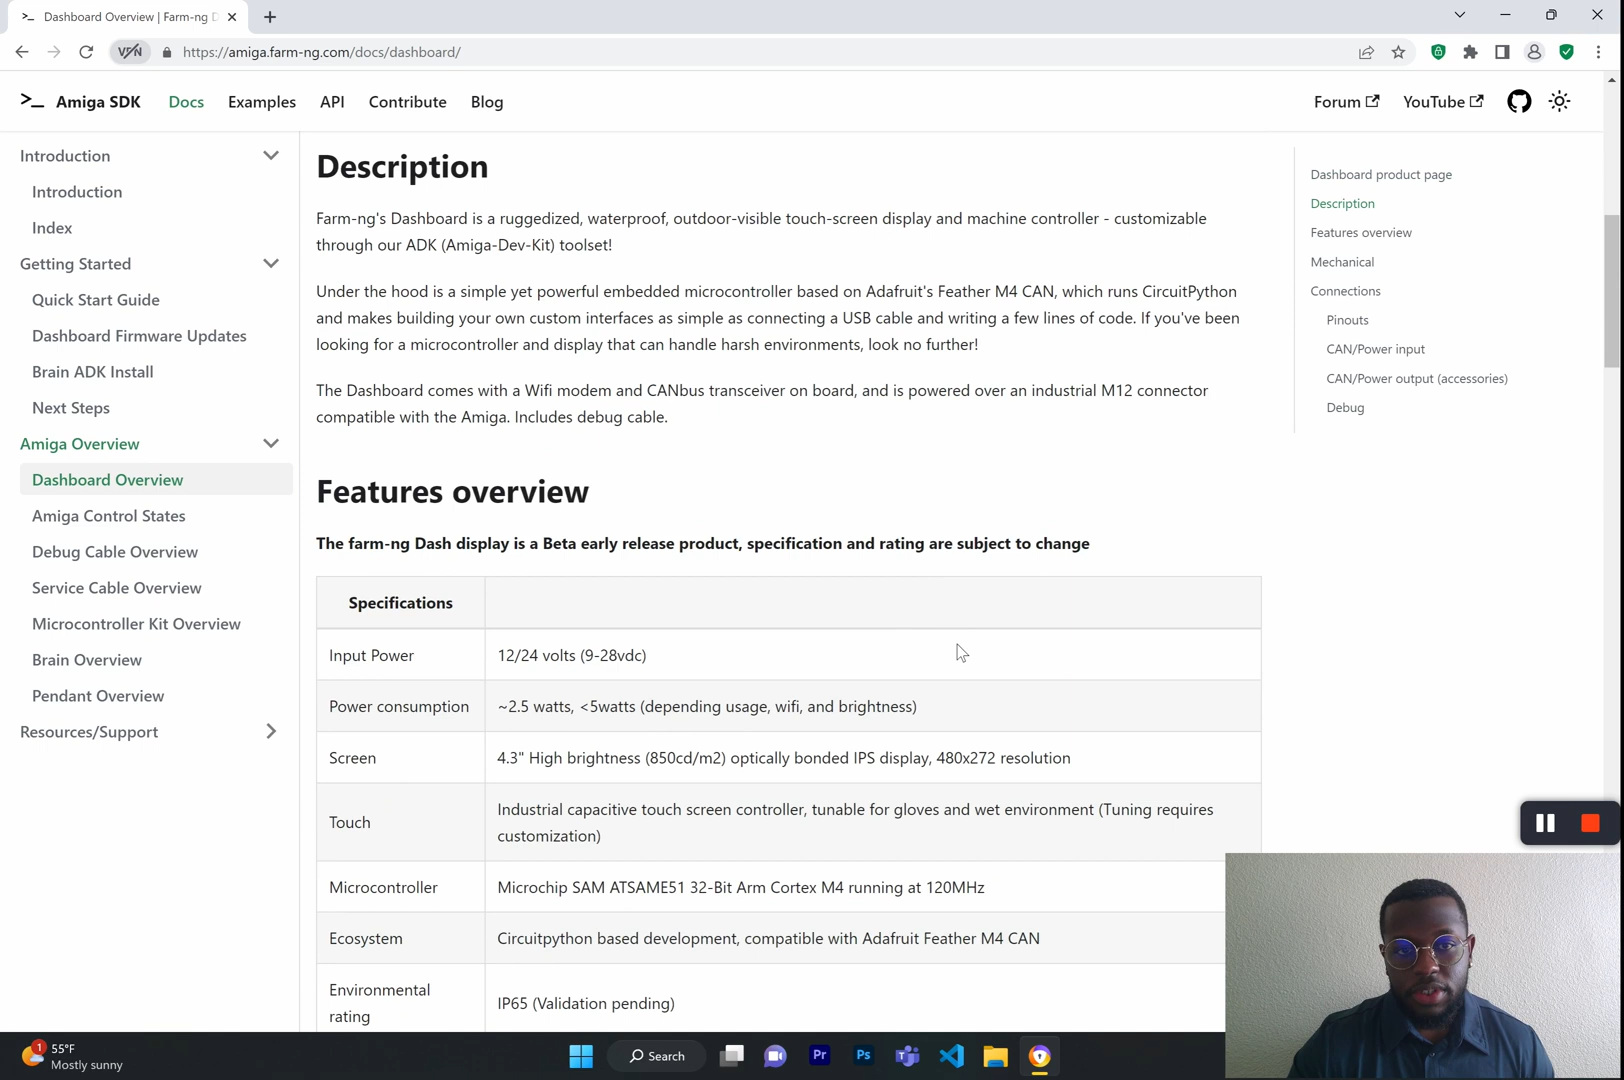 Dashboard Overview | Farm-ng D
VPN
https://amiga.farm-ng.com/docs/dashboard/
Amiga SDK
Docs
Examples
API
Contribute
Blog
Forum
YouTube
Introduction
Introduction
Index
Getting Started
Quick Start Guide
Dashboard Firmware Updates
Brain ADK Install
Next Steps
Amiga Overview
Dashboard Overview
Amiga Control States
Debug Cable Overview
Service Cable Overview
Microcontroller Kit Overview
Brain Overview
Pendant Overview
Resources/Support
Description
Farm-ng's Dashboard is a ruggedized, waterproof, outdoor-visible touch-screen display and machine controller - customizable
through our ADK (Amiga-Dev-Kit) toolset!
Under the hood is a simple yet powerful embedded microcontroller based on Adafruit's Feather M4 CAN, which runs CircuitPython
and makes building your own custom interfaces as simple as connecting a USB cable and writing a few lines of code. If you've been
looking for a microcontroller and display that can handle harsh environments, look no further!
The Dashboard comes with a Wifi modem and CANbus transceiver on board, and is powered over an industrial M12 connector
compatible with the Amiga. Includes debug cable.
Features overview
The farm-ng Dash display is a Beta early release product, specification and rating are subject to change
Specifications
Input Power
12/24 volts (9-28vdc)
Power consumption
~2.5 watts, <5watts (depending usage, wifi, and brightness)
Screen
4.3" High brightness (850cd/m2) optically bonded IPS display, 480x272 resolution
Touch
Industrial capacitive touch screen controller, tunable for gloves and wet environment (Tuning requires
customization)
Microcontroller
Microchip SAM ATSAME51 32-Bit Arm Cortex M4 running at 120MHz
Ecosystem
Circuitpython based development, compatible with Adafruit Feather M4 CAN
Environmental
rating
IP65 (Validation pending)
Dashboard product page
Description
Features overview
Mechanical
Connections
Pinouts
CAN/Power input
CAN/Power output (accessories)
Debug
1
55°F
Mostly sunny
Search
Pr
Ps